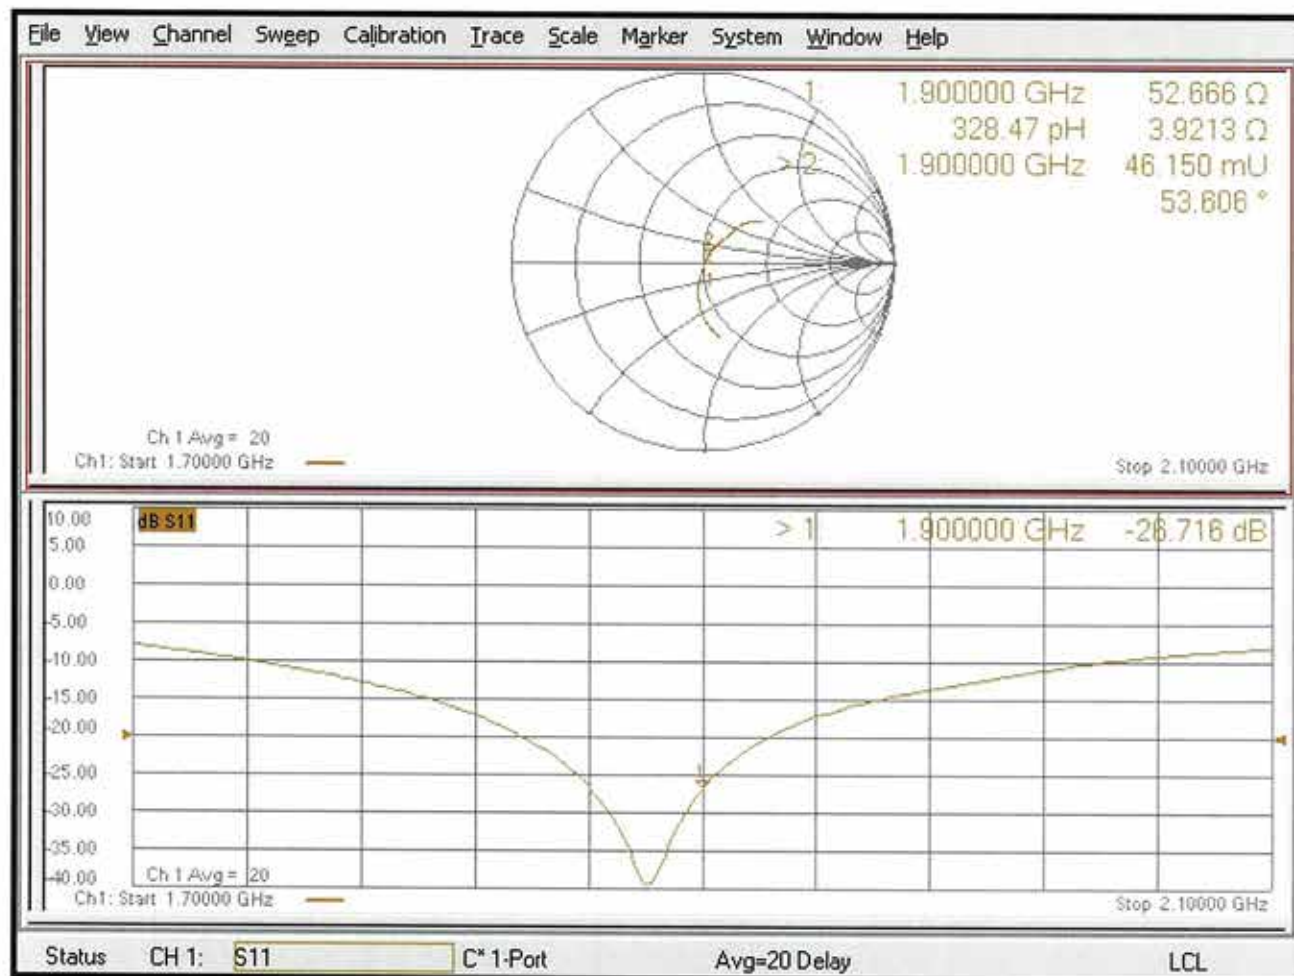 File View Channel Sweep Calibration Trace Scale Marker System Window Help
1 1.900000 GHz 52.666 Ω
328.47 pH 3.9213 Ω
> 2 1.900000 GHz 46.150 mU
53.606 °
2
1
Ch 1 Avg = 20
Ch1: Start 1.70000 GHz
Stop 2.10000 GHz
dB S11
> 1 1.900000 GHz -26.716 dB
10.00
5.00
0.00
-5.00
-10.00
-15.00
-20.00
-25.00
-30.00
-35.00
-40.00
1
Ch 1 Avg = 20
Ch1: Start 1.70000 GHz
Stop 2.10000 GHz
Status CH 1: S11 C* 1-Port Avg=20 Delay LCL